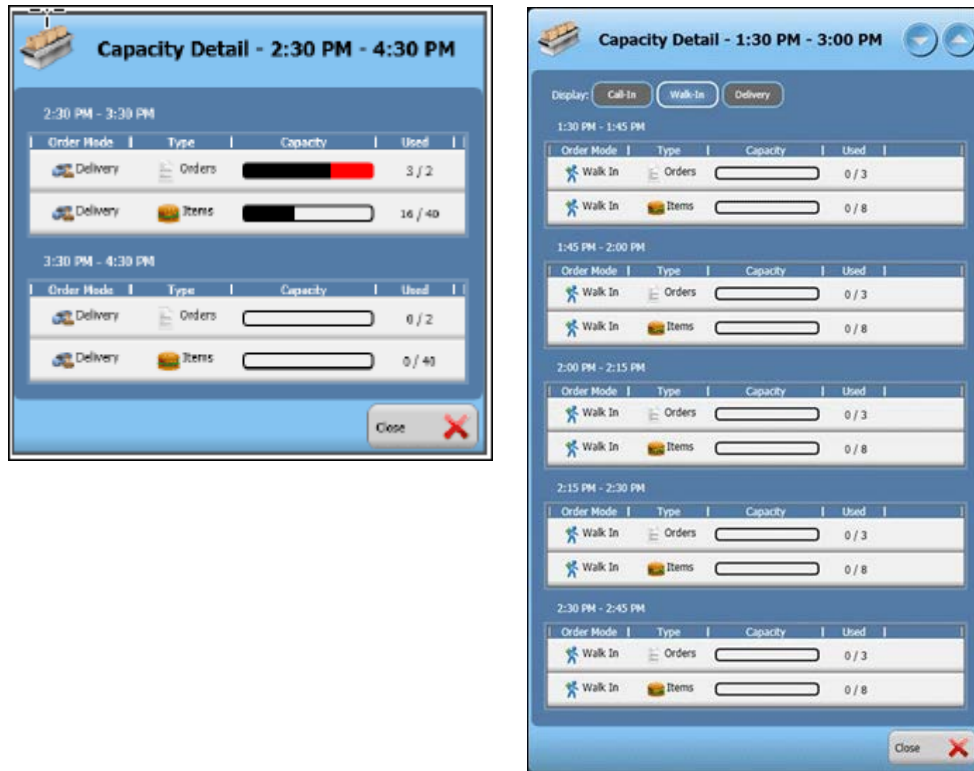 Capacity Detail - 2:30 PM - 4:30 PM
2:30 PM - 3:30 PM
Order Mode Type Capacity Used
Delivery Orders 3 / 2
Delivery Items 16 / 40
3:30 PM - 4:30 PM
Order Mode Type Capacity Used
Delivery Orders 0 / 2
Delivery Items 0 / 40
Close
Capacity Detail - 1:30 PM - 3:00 PM
Display: Call-In Walk-In Delivery
1:30 PM - 1:45 PM
Order Mode Type Capacity Used
Walk In Orders 0 / 3
Walk In Items 0 / 8
1:45 PM - 2:00 PM
Order Mode Type Capacity Used
Walk In Orders 0 / 3
Walk In Items 0 / 8
2:00 PM - 2:15 PM
Order Mode Type Capacity Used
Walk In Orders 0 / 3
Walk In Items 0 / 8
2:15 PM - 2:30 PM
Order Mode Type Capacity Used
Walk In Orders 0 / 3
Walk In Items 0 / 8
2:30 PM - 2:45 PM
Order Mode Type Capacity Used
Walk In Orders 0 / 3
Walk In Items 0 / 8
Close